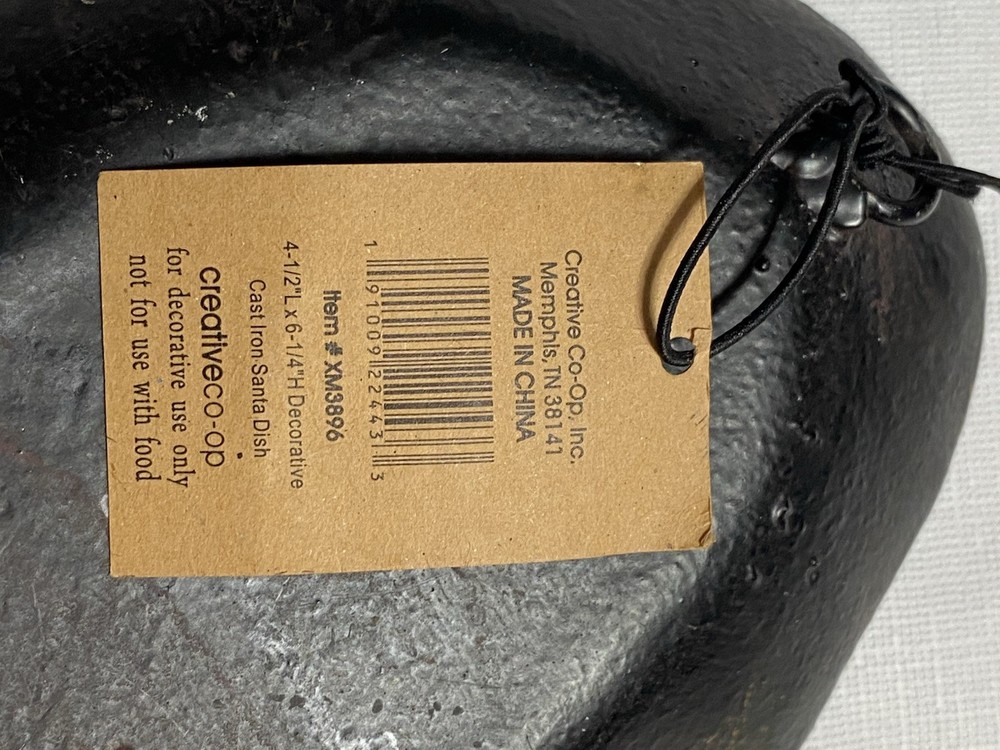 Creative Co-Op, Inc.
Memphis, TN 38141
MADE IN CHINA
1 91009 22443 3
Item # XM3896
4-1/2"L x 6-1/4"H Decorative
Cast Iron Santa Dish
creativeco-op
for decorative use only
not for use with food